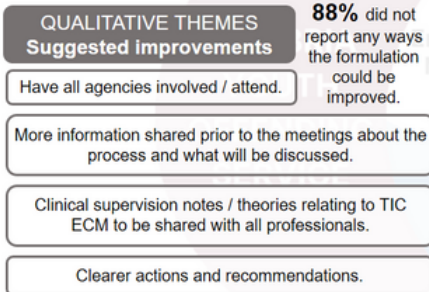 QUALITATIVE THEMES
Suggested improvements
88% did not
report any ways
the formulation
could be
improved.
Have all agencies involved / attend.
More information shared prior to the meetings about the
process and what will be discussed.
Clinical supervision notes / theories relating to TIC
ECM to be shared with all professionals.
Clearer actions and recommendations.